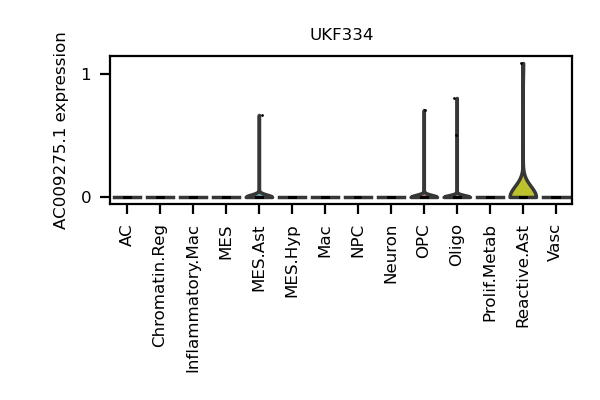 UKF334
AC009275.1 expression
1
0
AC
Chromatin.Reg
Inflammatory.Mac
MES
MES.Ast
MES.Hyp
Mac
NPC
Neuron
OPC
Oligo
Prolif.Metab
Reactive.Ast
Vasc